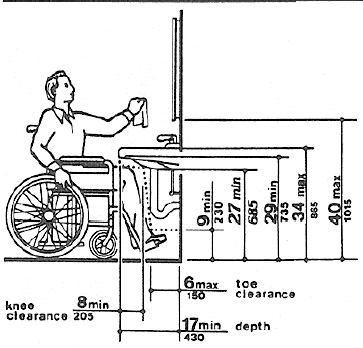 9 min
230
27 min
685
29 min
735
34 max
865
40 max
1015
6 max
150
toe
clearance
knee
clearance
8 min
205
17 min
430
depth